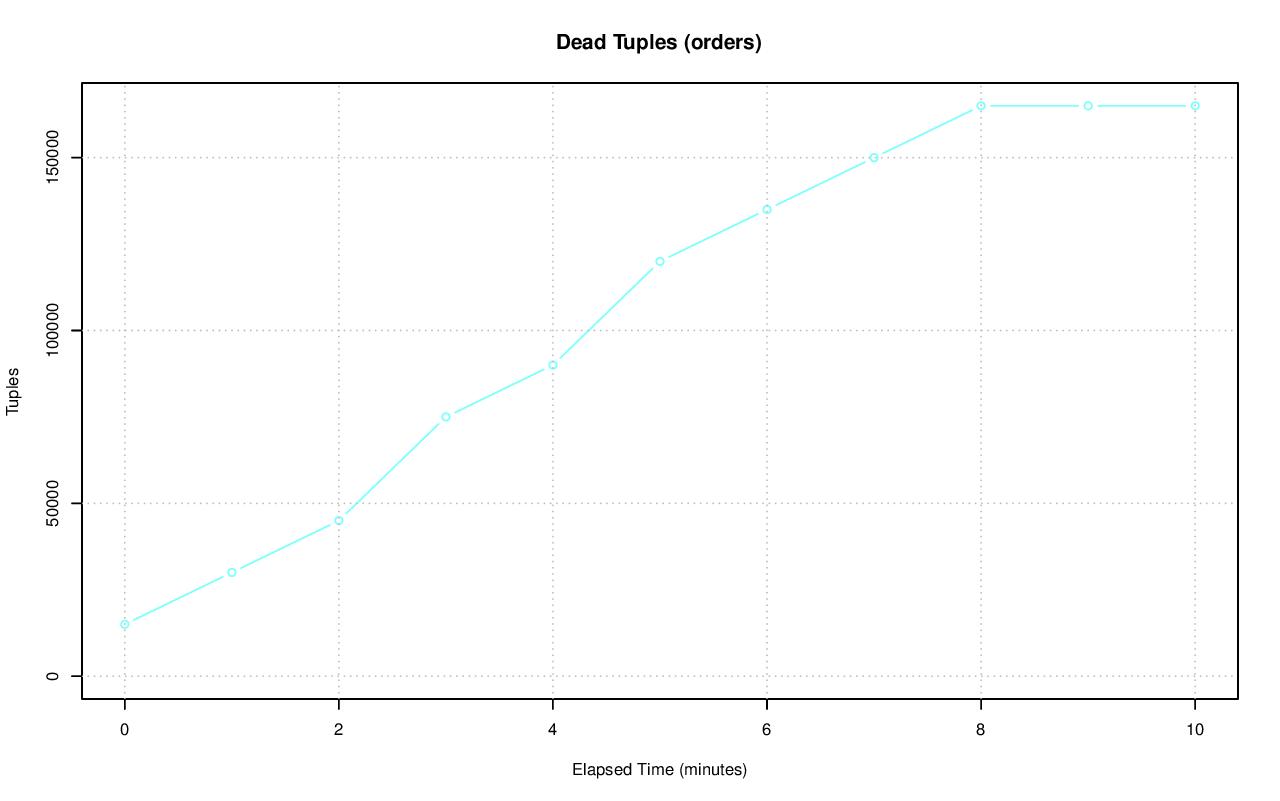 Dead Tuples (orders)
150000
100000
50000
0
Tuples
0 2 4 6 8 10
Elapsed Time (minutes)